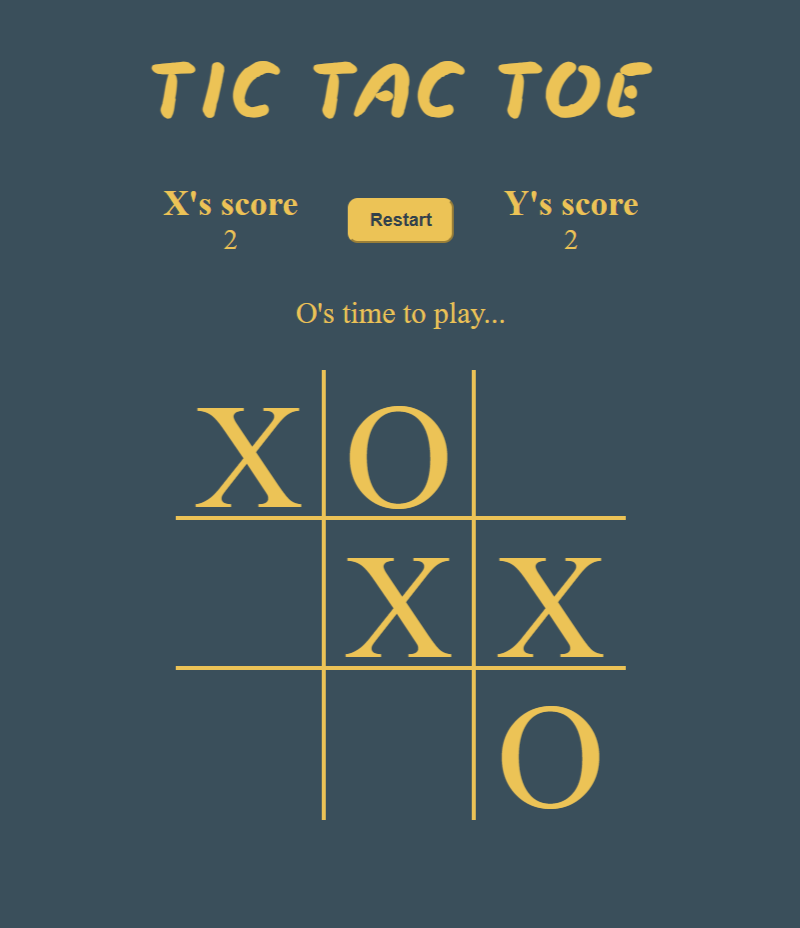 TIC TAC TOE
X's score
2
Restart
Y's score
2
O's time to play...
X O
X X
O